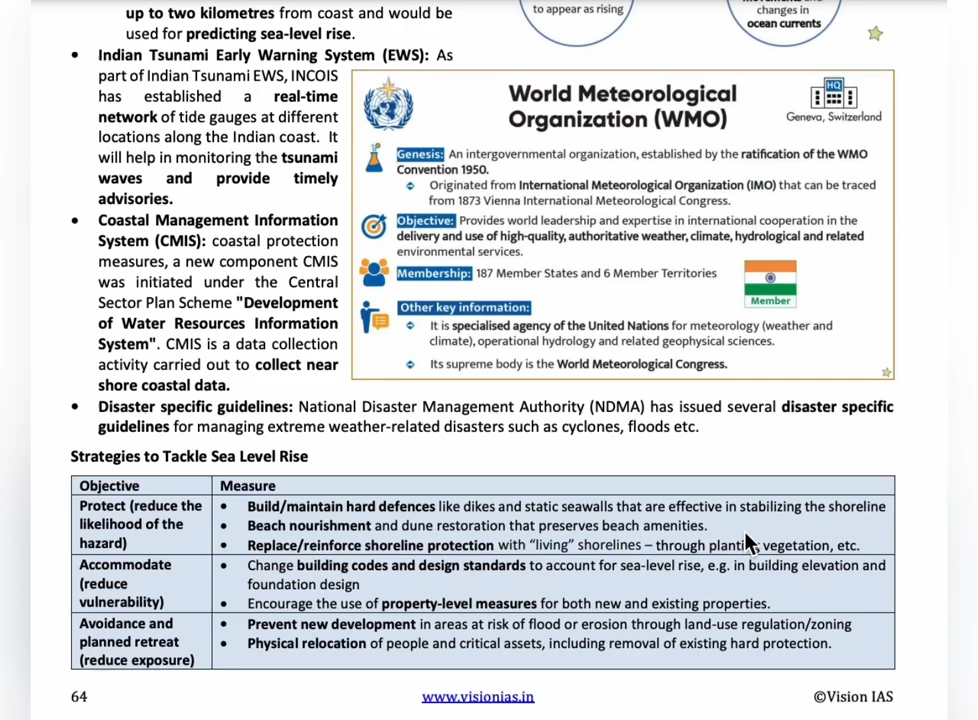 up to two kilometres from coast and would be
used for predicting sea-level rise.
to appear as rising
changes in
ocean currents
• Indian Tsunami Early Warning System (EWS): As
part of Indian Tsunami EWS, INCOIS
has established a real-time
network of tide gauges at different
locations along the Indian coast. It
will help in monitoring the tsunami
waves and provide timely
advisories.
• Coastal Management Information
System (CMIS): coastal protection
measures, a new component CMIS
was initiated under the Central
Sector Plan Scheme "Development
of Water Resources Information
System". CMIS is a data collection
activity carried out to collect near
shore coastal data.
World Meteorological
Organization (WMO)
HQ
Geneva, Switzerland
Genesis: An intergovernmental organization, established by the ratification of the WMO
Convention 1950.
Originated from International Meteorological Organization (IMO) that can be traced
from 1873 Vienna International Meteorological Congress.
Objective: Provides world leadership and expertise in international cooperation in the
delivery and use of high-quality, authoritative weather, climate, hydrological and related
environmental services.
Membership: 187 Member States and 6 Member Territories
Member
Other key information:
It is specialised agency of the United Nations for meteorology (weather and
climate), operational hydrology and related geophysical sciences.
Its supreme body is the World Meteorological Congress.
• Disaster specific guidelines: National Disaster Management Authority (NDMA) has issued several disaster specific
guidelines for managing extreme weather-related disasters such as cyclones, floods etc.
Strategies to Tackle Sea Level Rise
Objective
Measure
Protect (reduce the
likelihood of the
hazard)
• Build/maintain hard defences like dikes and static seawalls that are effective in stabilizing the shoreline
• Beach nourishment and dune restoration that preserves beach amenities.
• Replace/reinforce shoreline protection with “living” shorelines – through vegetation, etc.
Accommodate
(reduce
vulnerability)
• Change building codes and design standards to account for sea-level rise, e.g. in building elevation and
foundation design
• Encourage the use of property-level measures for both new and existing properties.
Avoidance and
planned retreat
(reduce exposure)
• Prevent new development in areas at risk of flood or erosion through land-use regulation/zoning
• Physical relocation of people and critical assets, including removal of existing hard protection.
64
www.visionias.in
©Vision IAS